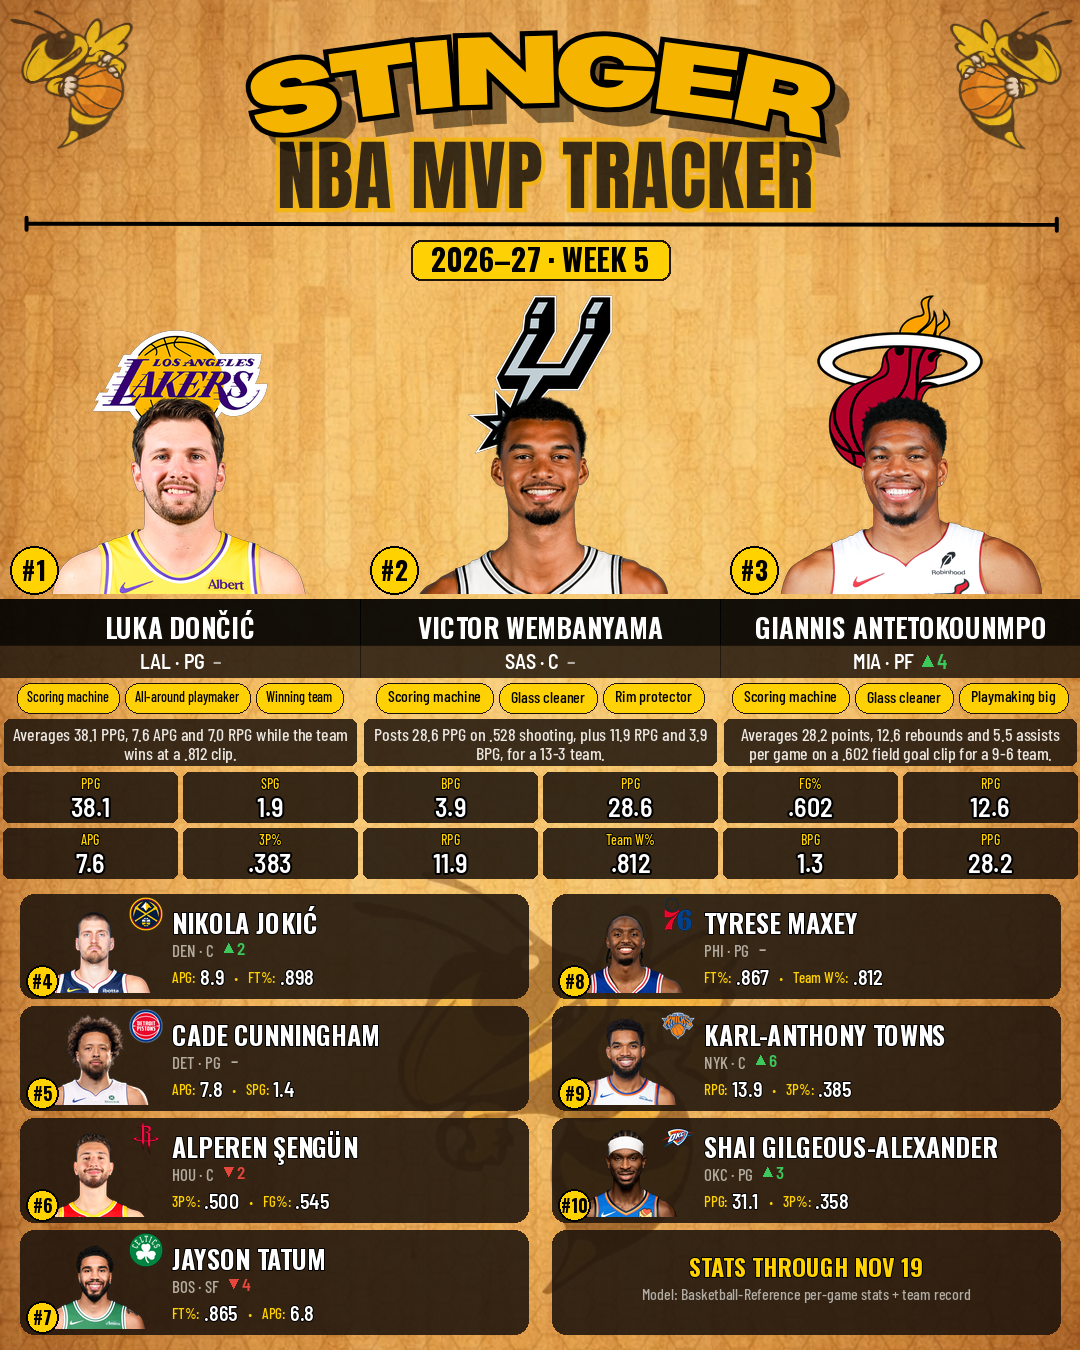 STINGER
NBA MVP TRACKER
2026–27 · WEEK 5
LOS ANGELES
LAKERS
Albert
Robinhood
#1
#2
#3
LUKA DONČIĆ
VICTOR WEMBANYAMA
GIANNIS ANTETOKOUNMPO
LAL · PG –
SAS · C –
MIA · PF ▲4
Scoring machine
All-around playmaker
Winning team
Scoring machine
Glass cleaner
Rim protector
Scoring machine
Glass cleaner
Playmaking big
Averages 38.1 PPG, 7.6 APG and 7.0 RPG while the team
wins at a .812 clip.
Posts 28.6 PPG on .528 shooting, plus 11.9 RPG and 3.9
BPG, for a 13-3 team.
Averages 28.2 points, 12.6 rebounds and 5.5 assists
per game on a .602 field goal clip for a 9-6 team.
PPG
38.1
SPG
1.9
BPG
3.9
PPG
28.6
FG%
.602
RPG
12.6
APG
7.6
3P%
.383
RPG
11.9
Team W%
.812
BPG
1.3
PPG
28.2
#4
NIKOLA JOKIĆ
DEN · C ▲2
APG: 8.9 · FT%: .898
#5
DETROIT
PISTONS
CADE CUNNINGHAM
DET · PG –
APG: 7.8 · SPG: 1.4
#6
ALPEREN ŞENGÜN
HOU · C ▼2
3P%: .500 · FG%: .545
#7
CELTICS
JAYSON TATUM
BOS · SF ▼4
FT%: .865 · APG: 6.8
#8
76
TYRESE MAXEY
PHI · PG –
FT%: .867 · Team W%: .812
#9
KNICKS
KARL-ANTHONY TOWNS
NYK · C ▲6
RPG: 13.9 · 3P%: .385
#10
OKC
SHAI GILGEOUS-ALEXANDER
OKC · PG ▲3
PPG: 31.1 · 3P%: .358
STATS THROUGH NOV 19
Model: Basketball-Reference per-game stats + team record